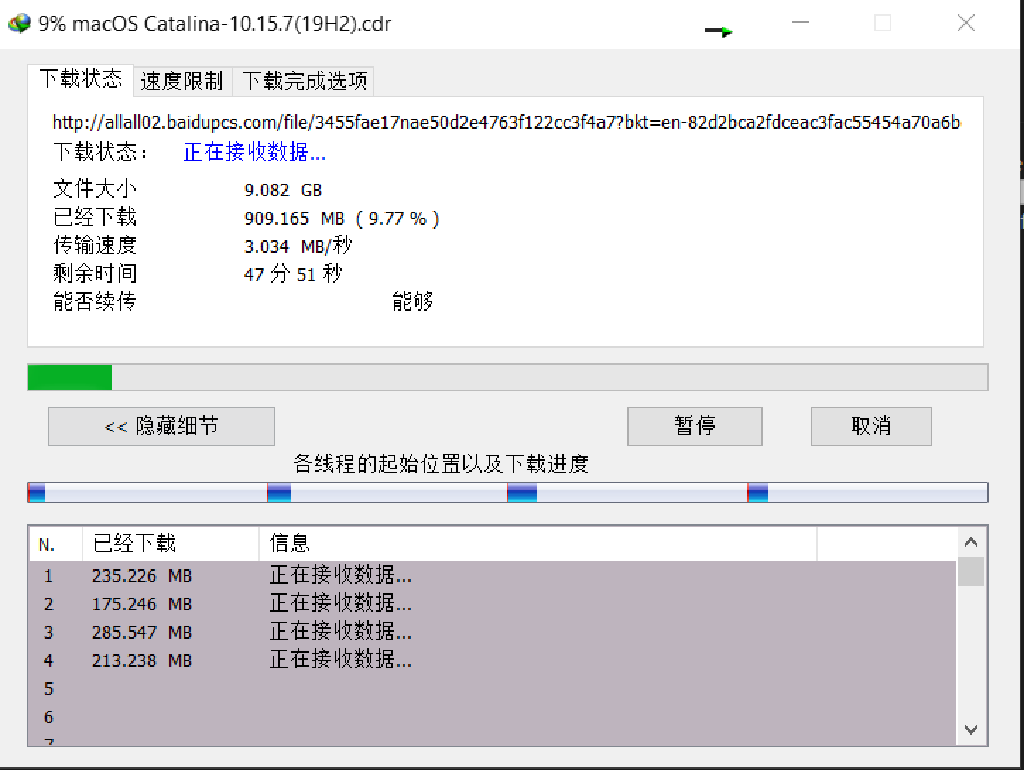 9% macOS Catalina-10.15.7(19H2).cdr
下载状态 速度限制 下载完成选项
http://allall02.baidupcs.com/file/3455fae17nae50d2e4763f122cc3f4a7?bkt=en-82d2bca2fdceac3fac55454a70a6b
下载状态： 正在接收数据...
文件大小 9.082 GB
已经下载 909.165 MB ( 9.77 % )
传输速度 3.034 MB/秒
剩余时间 47 分 51 秒
能否续传 能够
<< 隐藏细节 暂停 取消
各线程的起始位置以及下载进度
N. 已经下载 信息
1 235.226 MB 正在接收数据...
2 175.246 MB 正在接收数据...
3 285.547 MB 正在接收数据...
4 213.238 MB 正在接收数据...
5
6
7